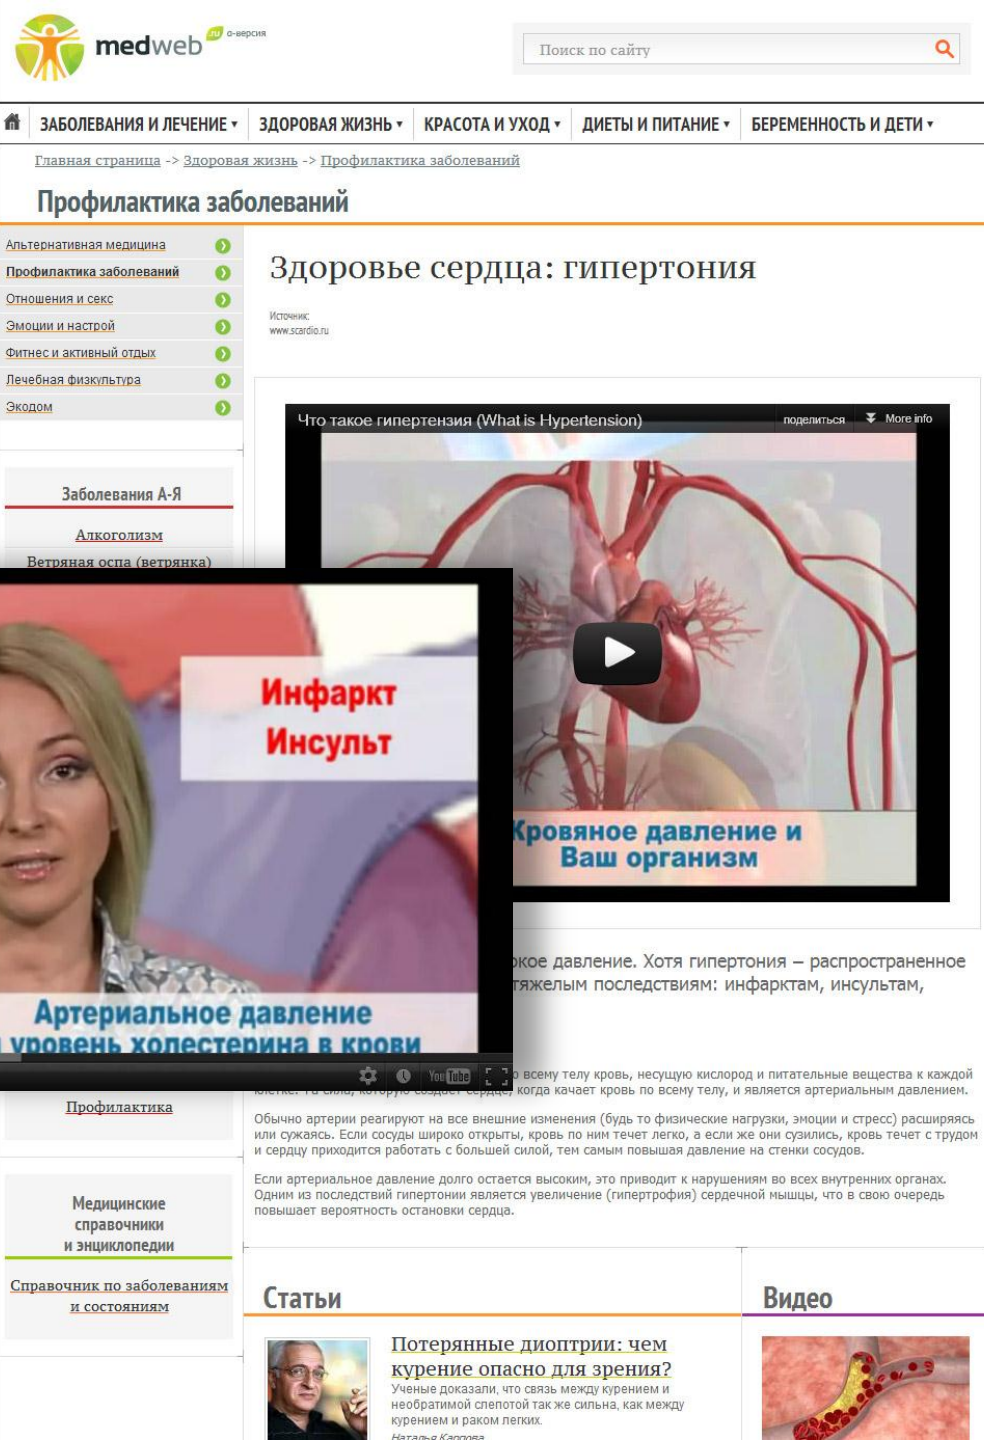 medweb.ru α-версия
Поиск по сайту
ЗАБОЛЕВАНИЯ И ЛЕЧЕНИЕ
ЗДОРОВАЯ ЖИЗНЬ
КРАСОТА И УХОД
ДИЕТЫ И ПИТАНИЕ
БЕРЕМЕННОСТЬ И ДЕТИ
Главная страница -> Здоровая жизнь -> Профилактика заболеваний
Профилактика заболеваний
Альтернативная медицина
Профилактика заболеваний
Отношения и секс
Эмоции и настрой
Фитнес и активный отдых
Лечебная физкультура
Экодом
Заболевания А-Я
Алкоголизм
Ветряная оспа (ветрянка)
Здоровье сердца: гипертония
Источник:
www.scardio.ru
Что такое гипертензия (What is Hypertension)
поделиться
More info
Кровяное давление и
Ваш организм
Инфаркт
Инсульт
Артериальное давление
уровень холестерина в крови
YouTube
давление. Хотя гипертония – распространенное
тяжелым последствиям: инфарктам, инсультам,
всему телу кровь, несущую кислород и питательные вещества к каждой
когда качает кровь по всему телу, и является артериальным давлением.
Обычно артерии реагируют на все внешние изменения (будь то физические нагрузки, эмоции и стресс) расширяясь
или сужаясь. Если сосуды широко открыты, кровь по ним течет легко, а если же они сузились, кровь течет с трудом
и сердцу приходится работать с большей силой, тем самым повышая давление на стенки сосудов.
Если артериальное давление долго остается высоким, это приводит к нарушениям во всех внутренних органах.
Одним из последствий гипертонии является увеличение (гипертрофия) сердечной мышцы, что в свою очередь
повышает вероятность остановки сердца.
Профилактика
Медицинские
справочники
и энциклопедии
Справочник по заболеваниям
и состояниям
Статьи
Потерянные диоптрии: чем
курение опасно для зрения?
Ученые доказали, что связь между курением и
необратимой слепотой так же сильна, как между
курением и раком легких.
Наталья Карпова
Видео